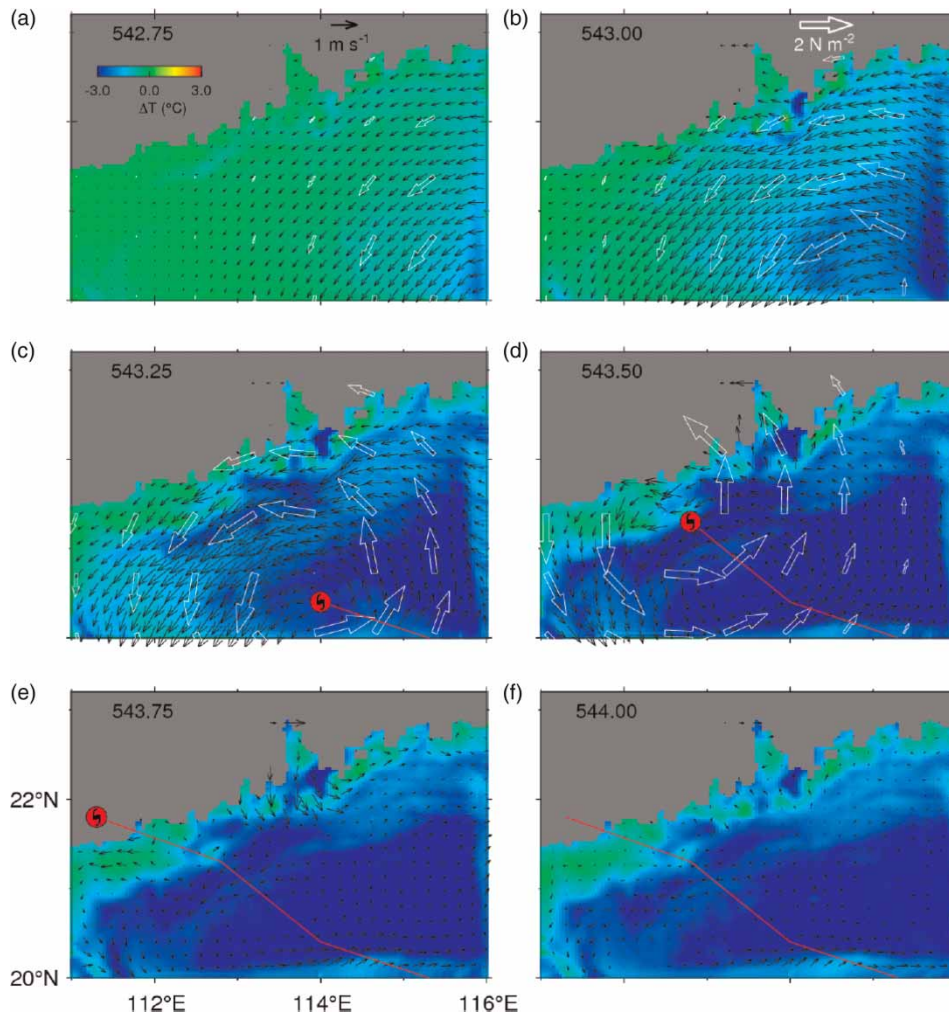 (a)
542.75
1 m s⁻¹
-3.0 0.0 3.0
ΔT (°C)
(b)
543.00
2 N m⁻²
(c)
543.25
(d)
543.50
(e)
543.75
(f)
544.00
22°N
20°N
112°E 114°E 116°E